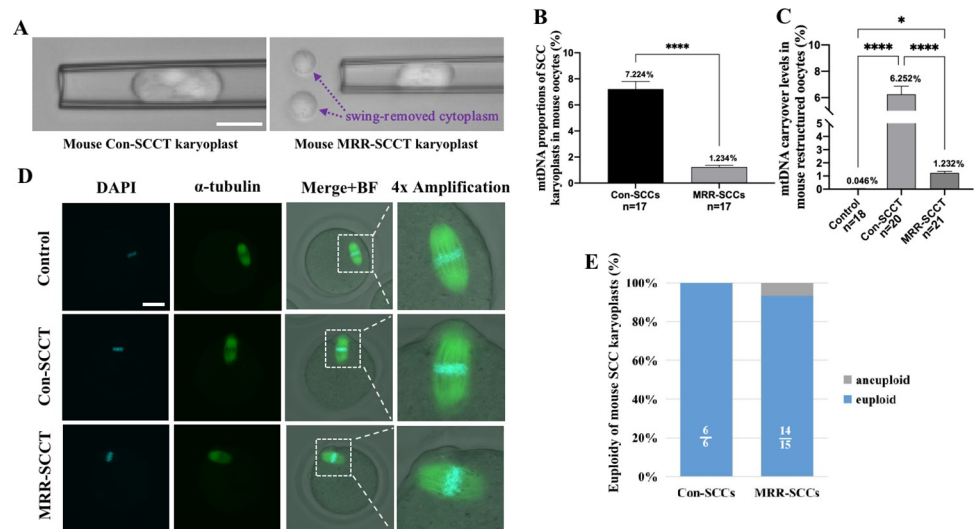 A
swing-removed cytoplasm
Mouse Con-SCCT karyoplast
Mouse MRR-SCCT karyoplast
B
mtDNA proportions of SCC
karyoplasts in mouse oocytes (%)
10
8
6
4
2
0
7.224%
****
1.234%
Con-SCCs
n=17
MRR-SCCs
n=17
C
mtDNA carryover levels in
mouse restructured oocytes (%)
8
6
5
4
3
2
1
0
*
****
****
6.252%
0.046%
1.232%
Control
n=18
Con-SCCT
n=20
MRR-SCCT
n=21
D
DAPI
α-tubulin
Merge+BF
4x Amplification
Control
Con-SCCT
MRR-SCCT
E
Euploidy of mouse SCC karyoplasts (%)
100%
80%
60%
40%
20%
0%
6
6
14
15
Con-SCCs
MRR-SCCs
aneuploid
euploid